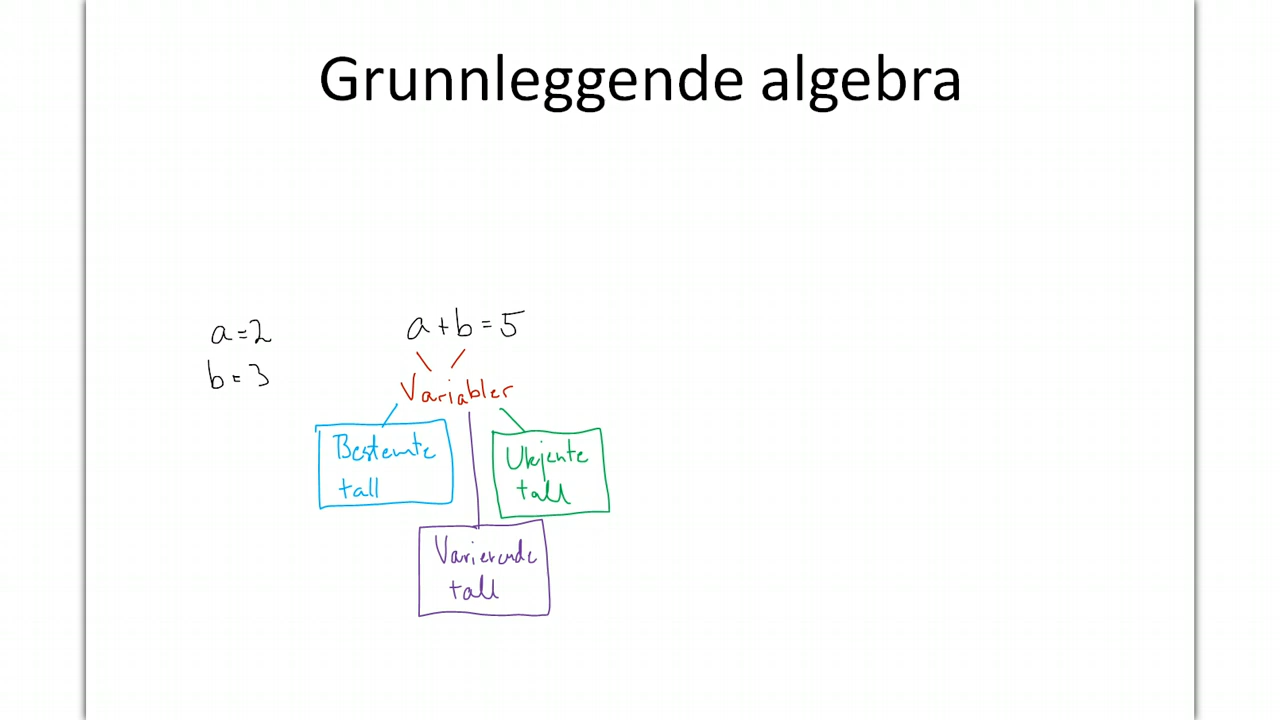 Grunnleggende algebra
a=2
a+b=5
b=3
Variabler
Bestemte
tall
Ukjente
tall
Varierende
tall